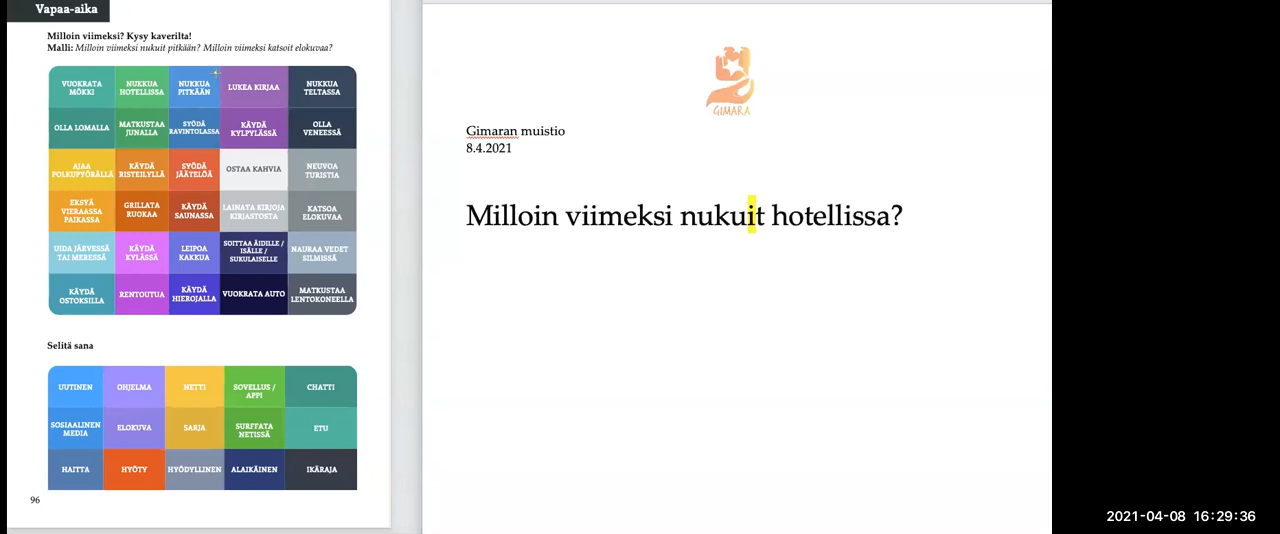 Vapaa-aika
Milloin viimeksi? Kysy kaverilta!
Malli: Milloin viimeksi nukuit pitkään? Milloin viimeksi katsoit elokuvaa?
VUOKRATA MÖKKI
NUKKUA HOTELLISSA
NUKKUA PITKÄÄN
LUKEA KIRJAA
NUKKUA TELTASSA
OLLA LOMALLA
MATKUSTAA JUNALLA
SYÖDÄ RAVINTOLASSA
KÄYDÄ KYLPYLÄSSÄ
OLLA VENEESSÄ
AJAA POLKUPYÖRÄLLÄ
KÄYDÄ RISTEILYLLÄ
SYÖDÄ JÄÄTELÖÄ
OSTAA KAHVIA
NEUVOA TURISTIA
EKSYÄ VIERAASSA PAIKASSA
GRILLATA RUOKAA
KÄYDÄ SAUNASSA
LAINATA KIRJOJA KIRJASTOSTA
KATSOA ELOKUVAA
UIDA JÄRVESSÄ TAI MERESSÄ
KÄYDÄ KYLÄSSÄ
LEIPOA KAKKUA
SOITTAA ÄIDILLE / ISÄLLE / SUKULAISELLE
NAURAA VEDET SILMISSÄ
KÄYDÄ OSTOKSILLA
RENTOUTUA
KÄYDÄ HIEROJALLA
VUOKRATA AUTO
MATKUSTAA LENTOKONEELLA
Selitä sana
UUTINEN
OHJELMA
NETTI
SOVELLUS / APPI
CHATTI
SOSIAALINEN MEDIA
ELOKUVA
SARJA
SURFFATA NETISSÄ
ETU
HAITTA
HYÖTY
HYÖDYLLINEN
ALAIKÄINEN
IKÄRAJA
96
GIMARA
Gimaran muistio
8.4.2021
Milloin viimeksi nukuit hotellissa?
2021-04-08 16:29:36